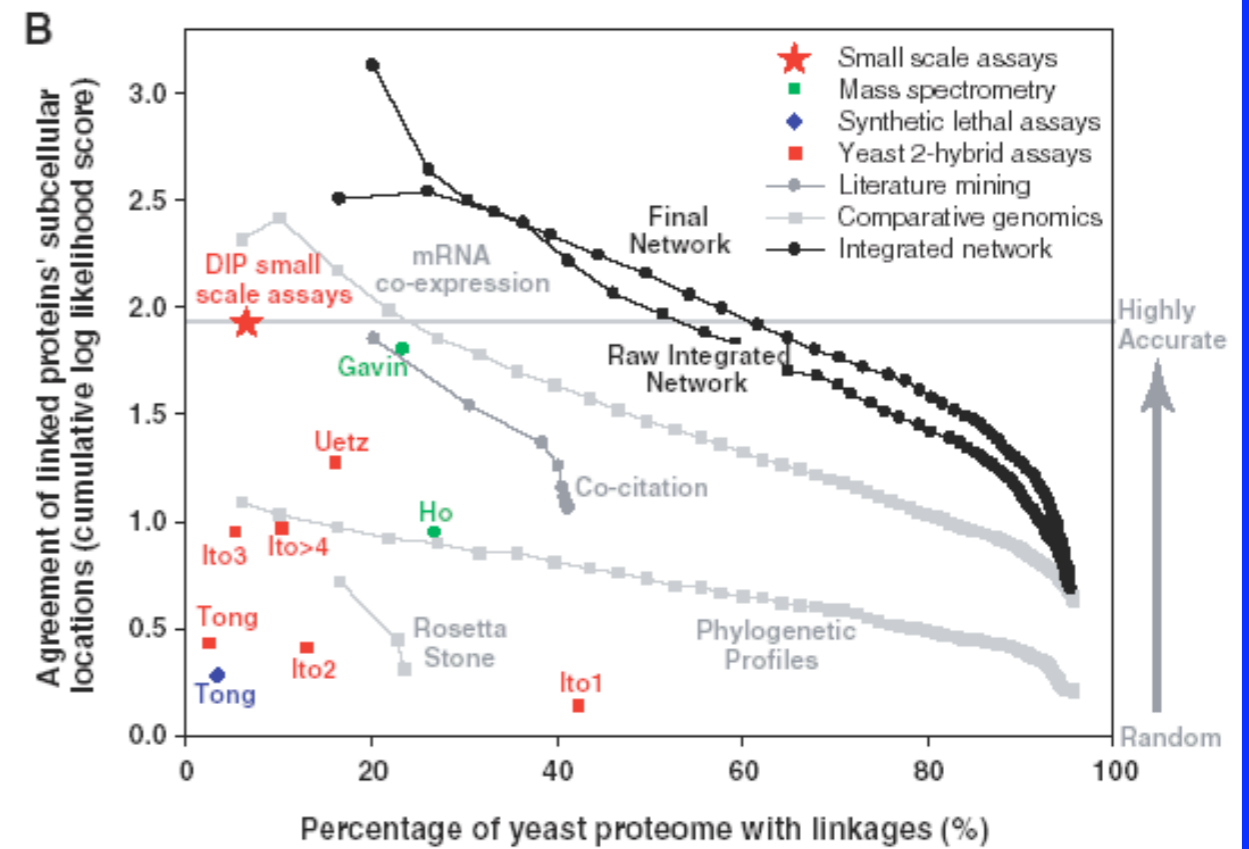 B
Agreement of linked proteins' subcellular
locations (cumulative log likelihood score)
3.0
2.5
2.0
1.5
1.0
0.5
0.0
0
20
40
60
80
100
Percentage of yeast proteome with linkages (%)
Small scale assays
Mass spectrometry
Synthetic lethal assays
Yeast 2-hybrid assays
Literature mining
Comparative genomics
Integrated network
Final
Network
mRNA
co-expression
DIP small
scale assays
Gavin
Raw Integrated
Network
Uetz
Co-citation
Ho
Ito3
Ito>4
Tong
Rosetta
Stone
Ito2
Tong
Phylogenetic
Profiles
Ito1
Highly
Accurate
Random